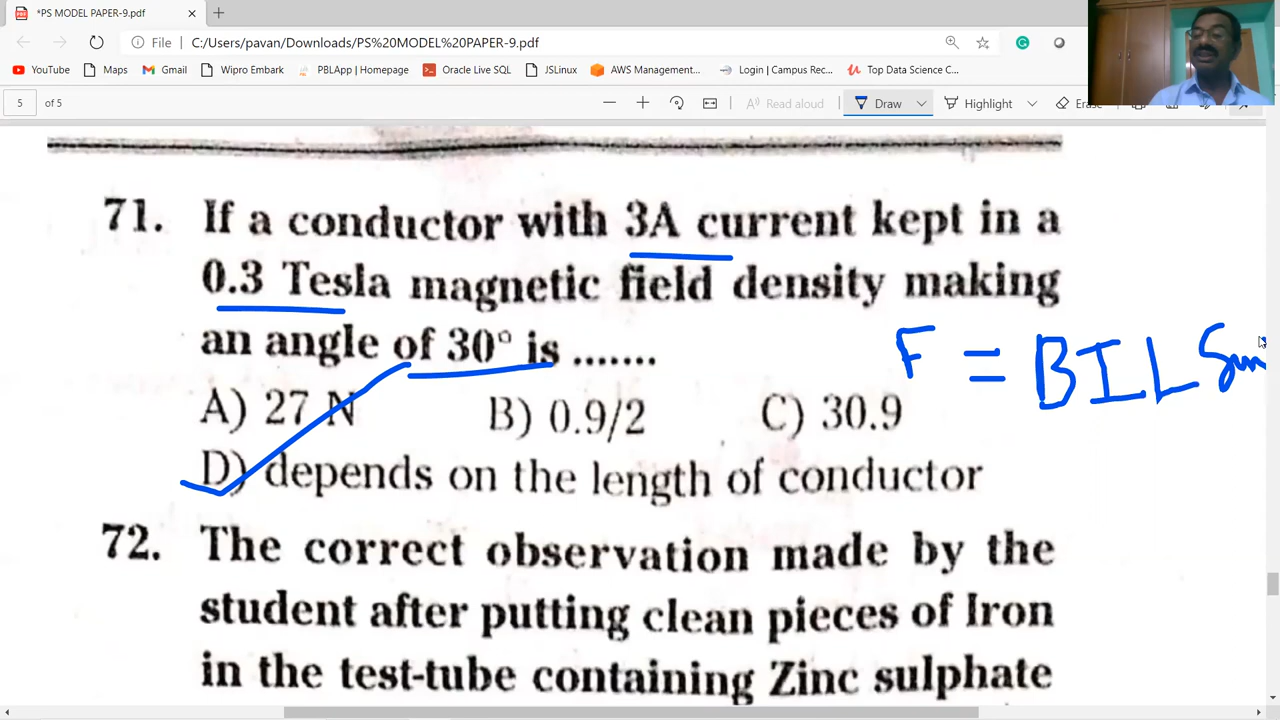 *PS MODEL PAPER-9.pdf
File C:/Users/pavan/Downloads/PS%20MODEL%20PAPER-9.pdf
YouTube Maps Gmail Wipro Embark PBLApp | Homepage Oracle Live SQL JSLinux AWS Management... Login | Campus Rec... Top Data Science C...
5 of 5 Read aloud Draw Highlight Erase
71. If a conductor with 3A current kept in a
0.3 Tesla magnetic field density making
an angle of 30° is .......
F = BIL Sin
A) 27 N B) 0.9/2 C) 30.9
D) depends on the length of conductor
72. The correct observation made by the
student after putting clean pieces of Iron
in the test-tube containing Zinc sulphate